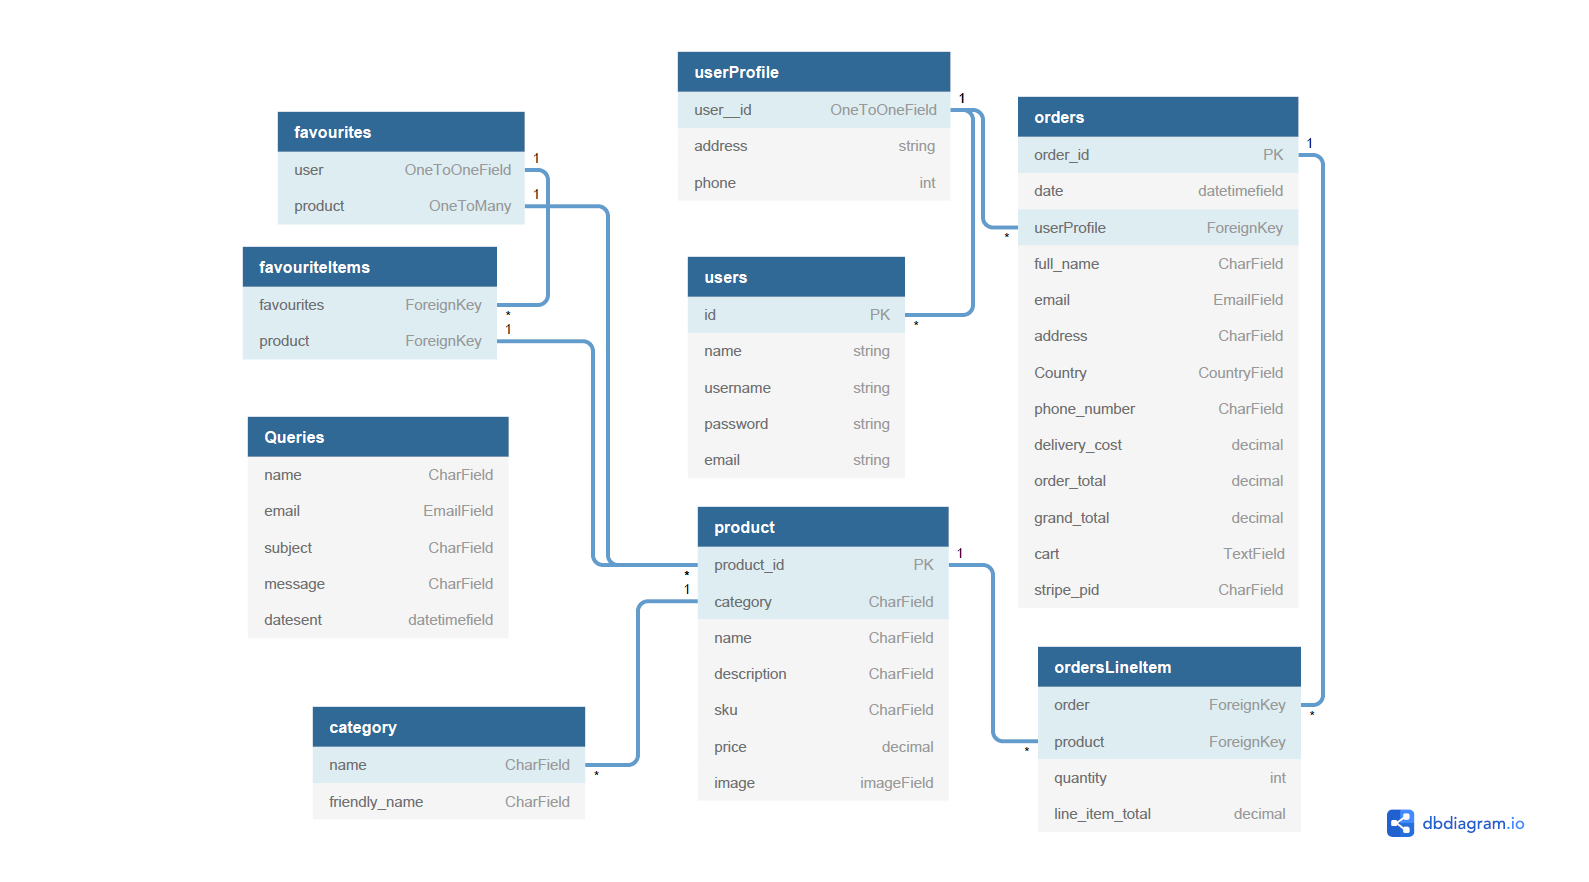 userProfile
user__id OneToOneField
address string
phone int
1
favourites
user OneToOneField
product OneToMany
1
1
orders
order_id PK
date datetimefield
userProfile ForeignKey
full_name CharField
email EmailField
address CharField
Country CountryField
phone_number CharField
delivery_cost decimal
order_total decimal
grand_total decimal
cart TextField
stripe_pid CharField
1
*
favouriteItems
favourites ForeignKey
product ForeignKey
*
1
users
id PK
name string
username string
password string
email string
*
Queries
name CharField
email EmailField
subject CharField
message CharField
datesent datetimefield
product
product_id PK
category CharField
name CharField
description CharField
sku CharField
price decimal
image imageField
*
1
1
category
name CharField
friendly_name CharField
*
ordersLineItem
order ForeignKey
product ForeignKey
quantity int
line_item_total decimal
*
*
dbdiagram.io